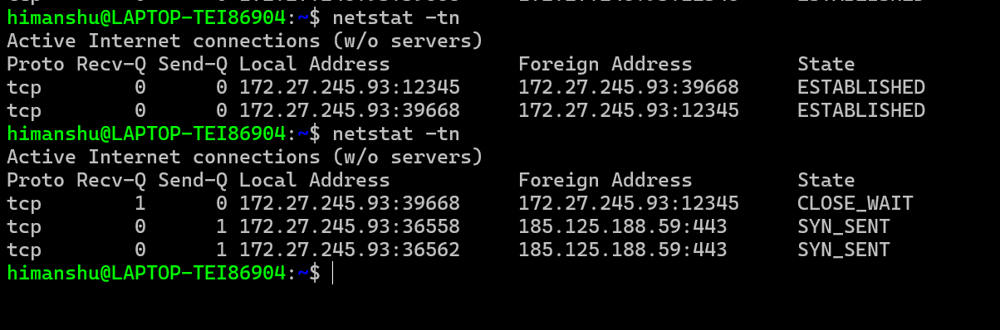 himanshu@LAPTOP-TEI86904:~$ netstat -tn
Active Internet connections (w/o servers)
Proto Recv-Q Send-Q Local Address           Foreign Address         State
tcp        0      0 172.27.245.93:12345     172.27.245.93:39668     ESTABLISHED
tcp        0      0 172.27.245.93:39668     172.27.245.93:12345     ESTABLISHED
himanshu@LAPTOP-TEI86904:~$ netstat -tn
Active Internet connections (w/o servers)
Proto Recv-Q Send-Q Local Address           Foreign Address         State
tcp        1      0 172.27.245.93:39668     172.27.245.93:12345     CLOSE_WAIT
tcp        0      1 172.27.245.93:36558     185.125.188.59:443      SYN_SENT
tcp        0      1 172.27.245.93:36562     185.125.188.59:443      SYN_SENT
himanshu@LAPTOP-TEI86904:~$